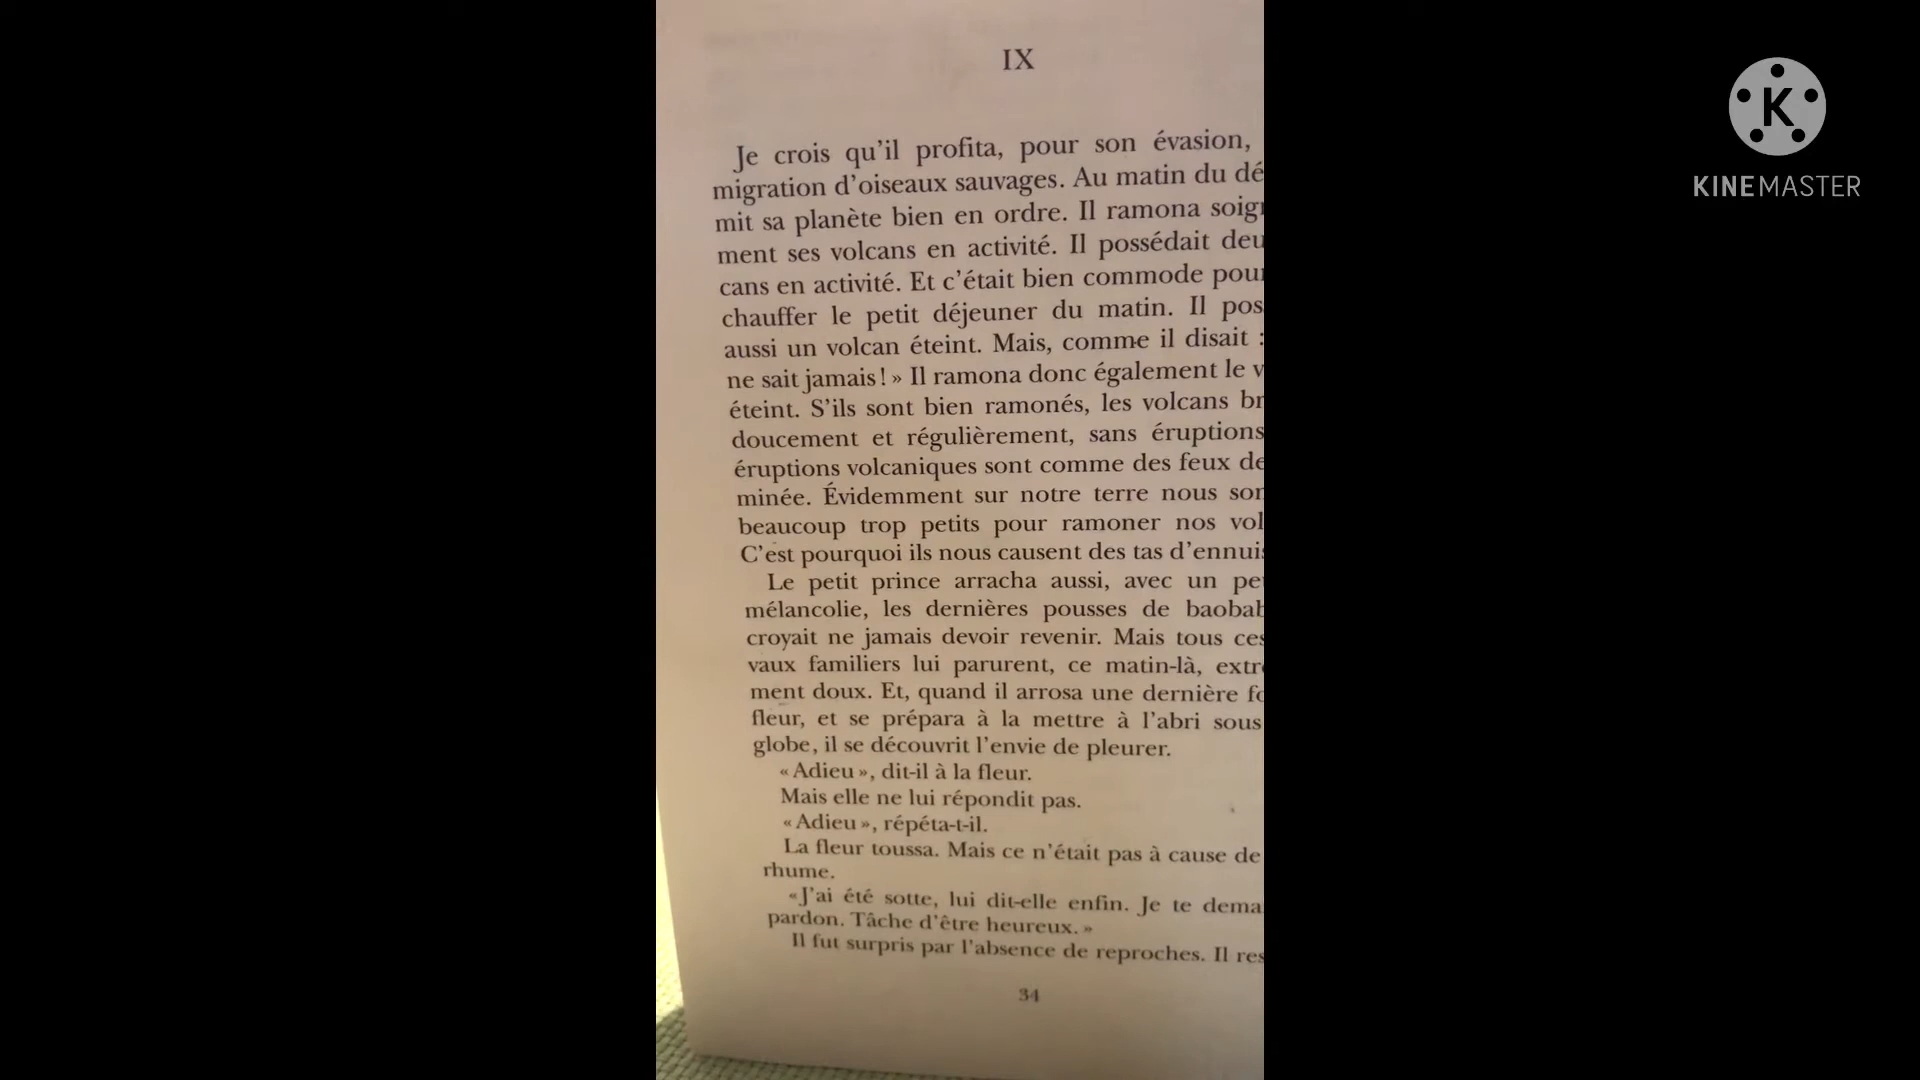 IX
Je crois qu'il profita, pour son évasion,
migration d'oiseaux sauvages. Au matin du dé
mit sa planète bien en ordre. Il ramona soig
ment ses volcans en activité. Il possédait deu
cans en activité. Et c'était bien commode pour
chauffer le petit déjeuner du matin. Il pos
aussi un volcan éteint. Mais, comme il disait :
ne sait jamais ! » Il ramona donc également le v
éteint. S'ils sont bien ramonés, les volcans br
doucement et régulièrement, sans éruptions
éruptions volcaniques sont comme des feux de
minée. Évidemment sur notre terre nous som
beaucoup trop petits pour ramoner nos vol
C'est pourquoi ils nous causent des tas d'ennuis
Le petit prince arracha aussi, avec un peu
mélancolie, les dernières pousses de baobab
croyait ne jamais devoir revenir. Mais tous ces
vaux familiers lui parurent, ce matin-là, extrê
ment doux. Et, quand il arrosa une dernière fo
fleur, et se prépara à la mettre à l'abri sous
globe, il se découvrit l'envie de pleurer.
« Adieu », dit-il à la fleur.
Mais elle ne lui répondit pas.
« Adieu », répéta-t-il.
La fleur toussa. Mais ce n'était pas à cause de
rhume.
« J'ai été sotte, lui dit-elle enfin. Je te dema
pardon. Tâche d'être heureux. »
Il fut surpris par l'absence de reproches. Il res
34
K
KINEMASTER